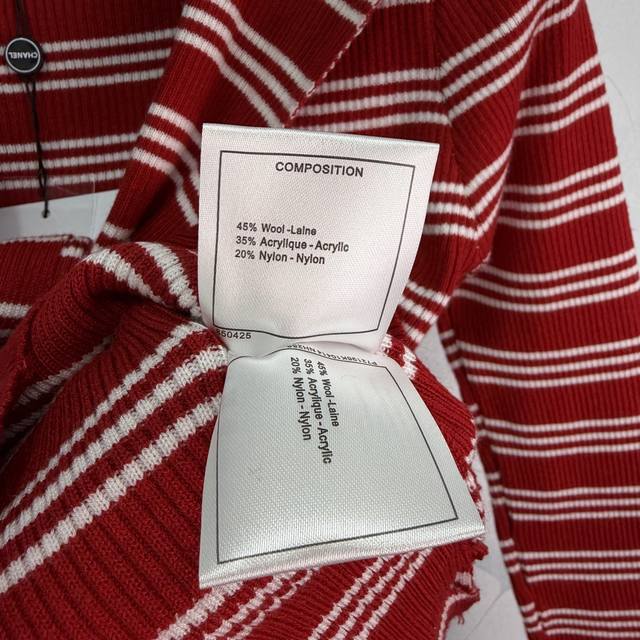 CHANEL
COMPOSITION
45% Wool -Laine
35% Acrylique - Acrylic
20% Nylon - Nylon
45% Wool -Laine
35% Acrylique - Acrylic
20% Nylon - Nylon